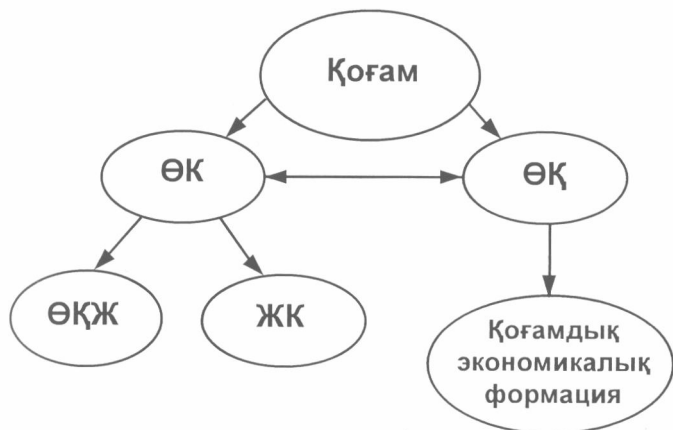 Қоғам
ӨК
ӨҚ
ӨҚЖ
ЖК
Қоғамдық
экономикалық
формация